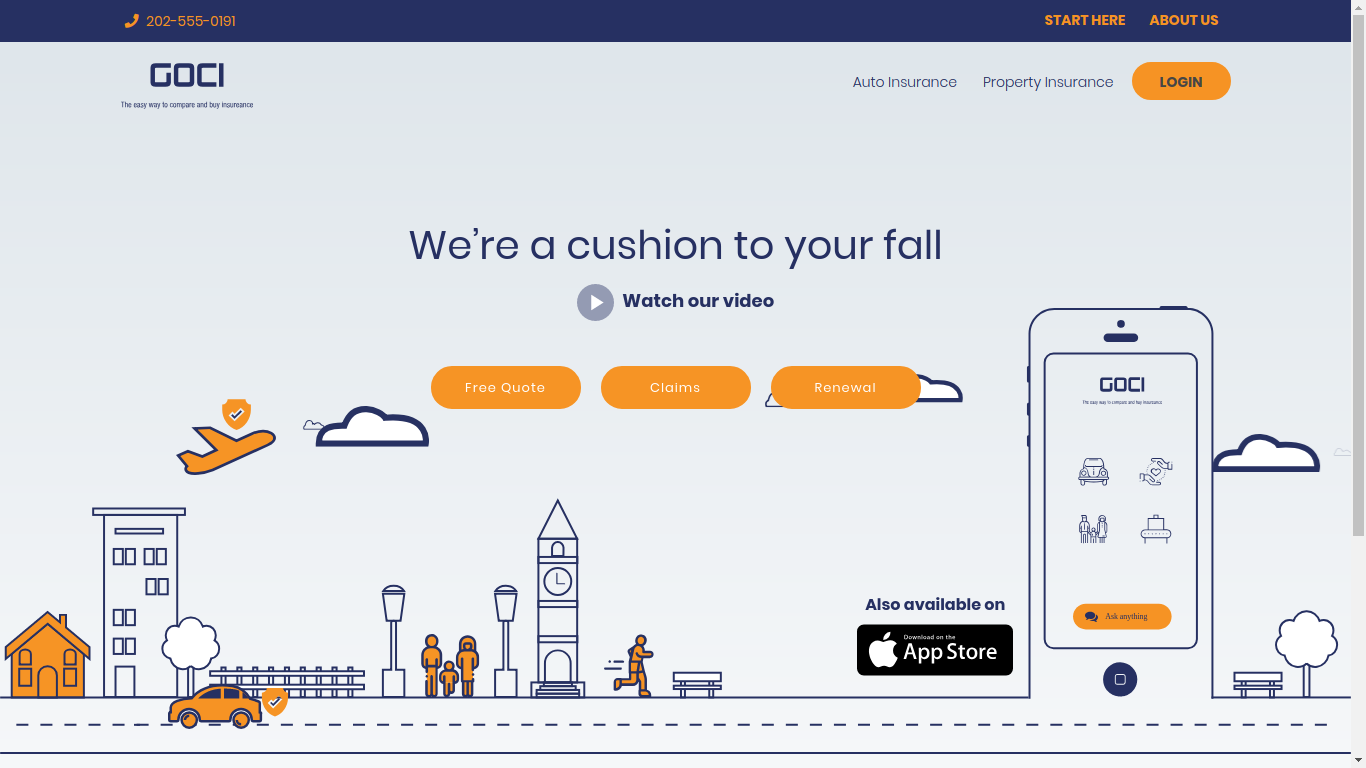 202-555-0191
START HERE
ABOUT US
GOCI
The easy way to compare and buy insureance
Auto Insurance
Property Insurance
LOGIN
We're a cushion to your fall
Watch our video
Free Quote
Claims
Renewal
GOCI
The easy way to compare and buy insureance
Also available on
Download on the
App Store
Ask anything